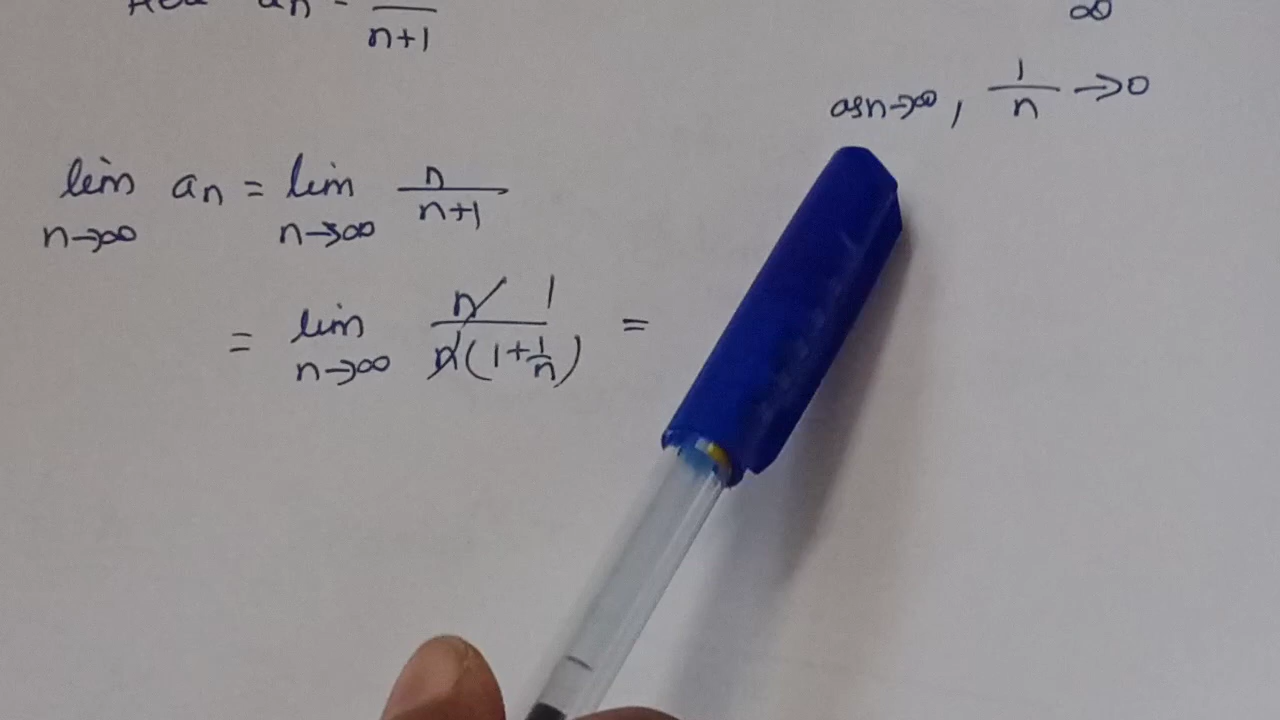 an =
n+1
∞
as n→∞, 1/n →0
lim n→∞ an = lim n→∞ n/n+1
= lim n→∞ n 1/n(1+1/n) =